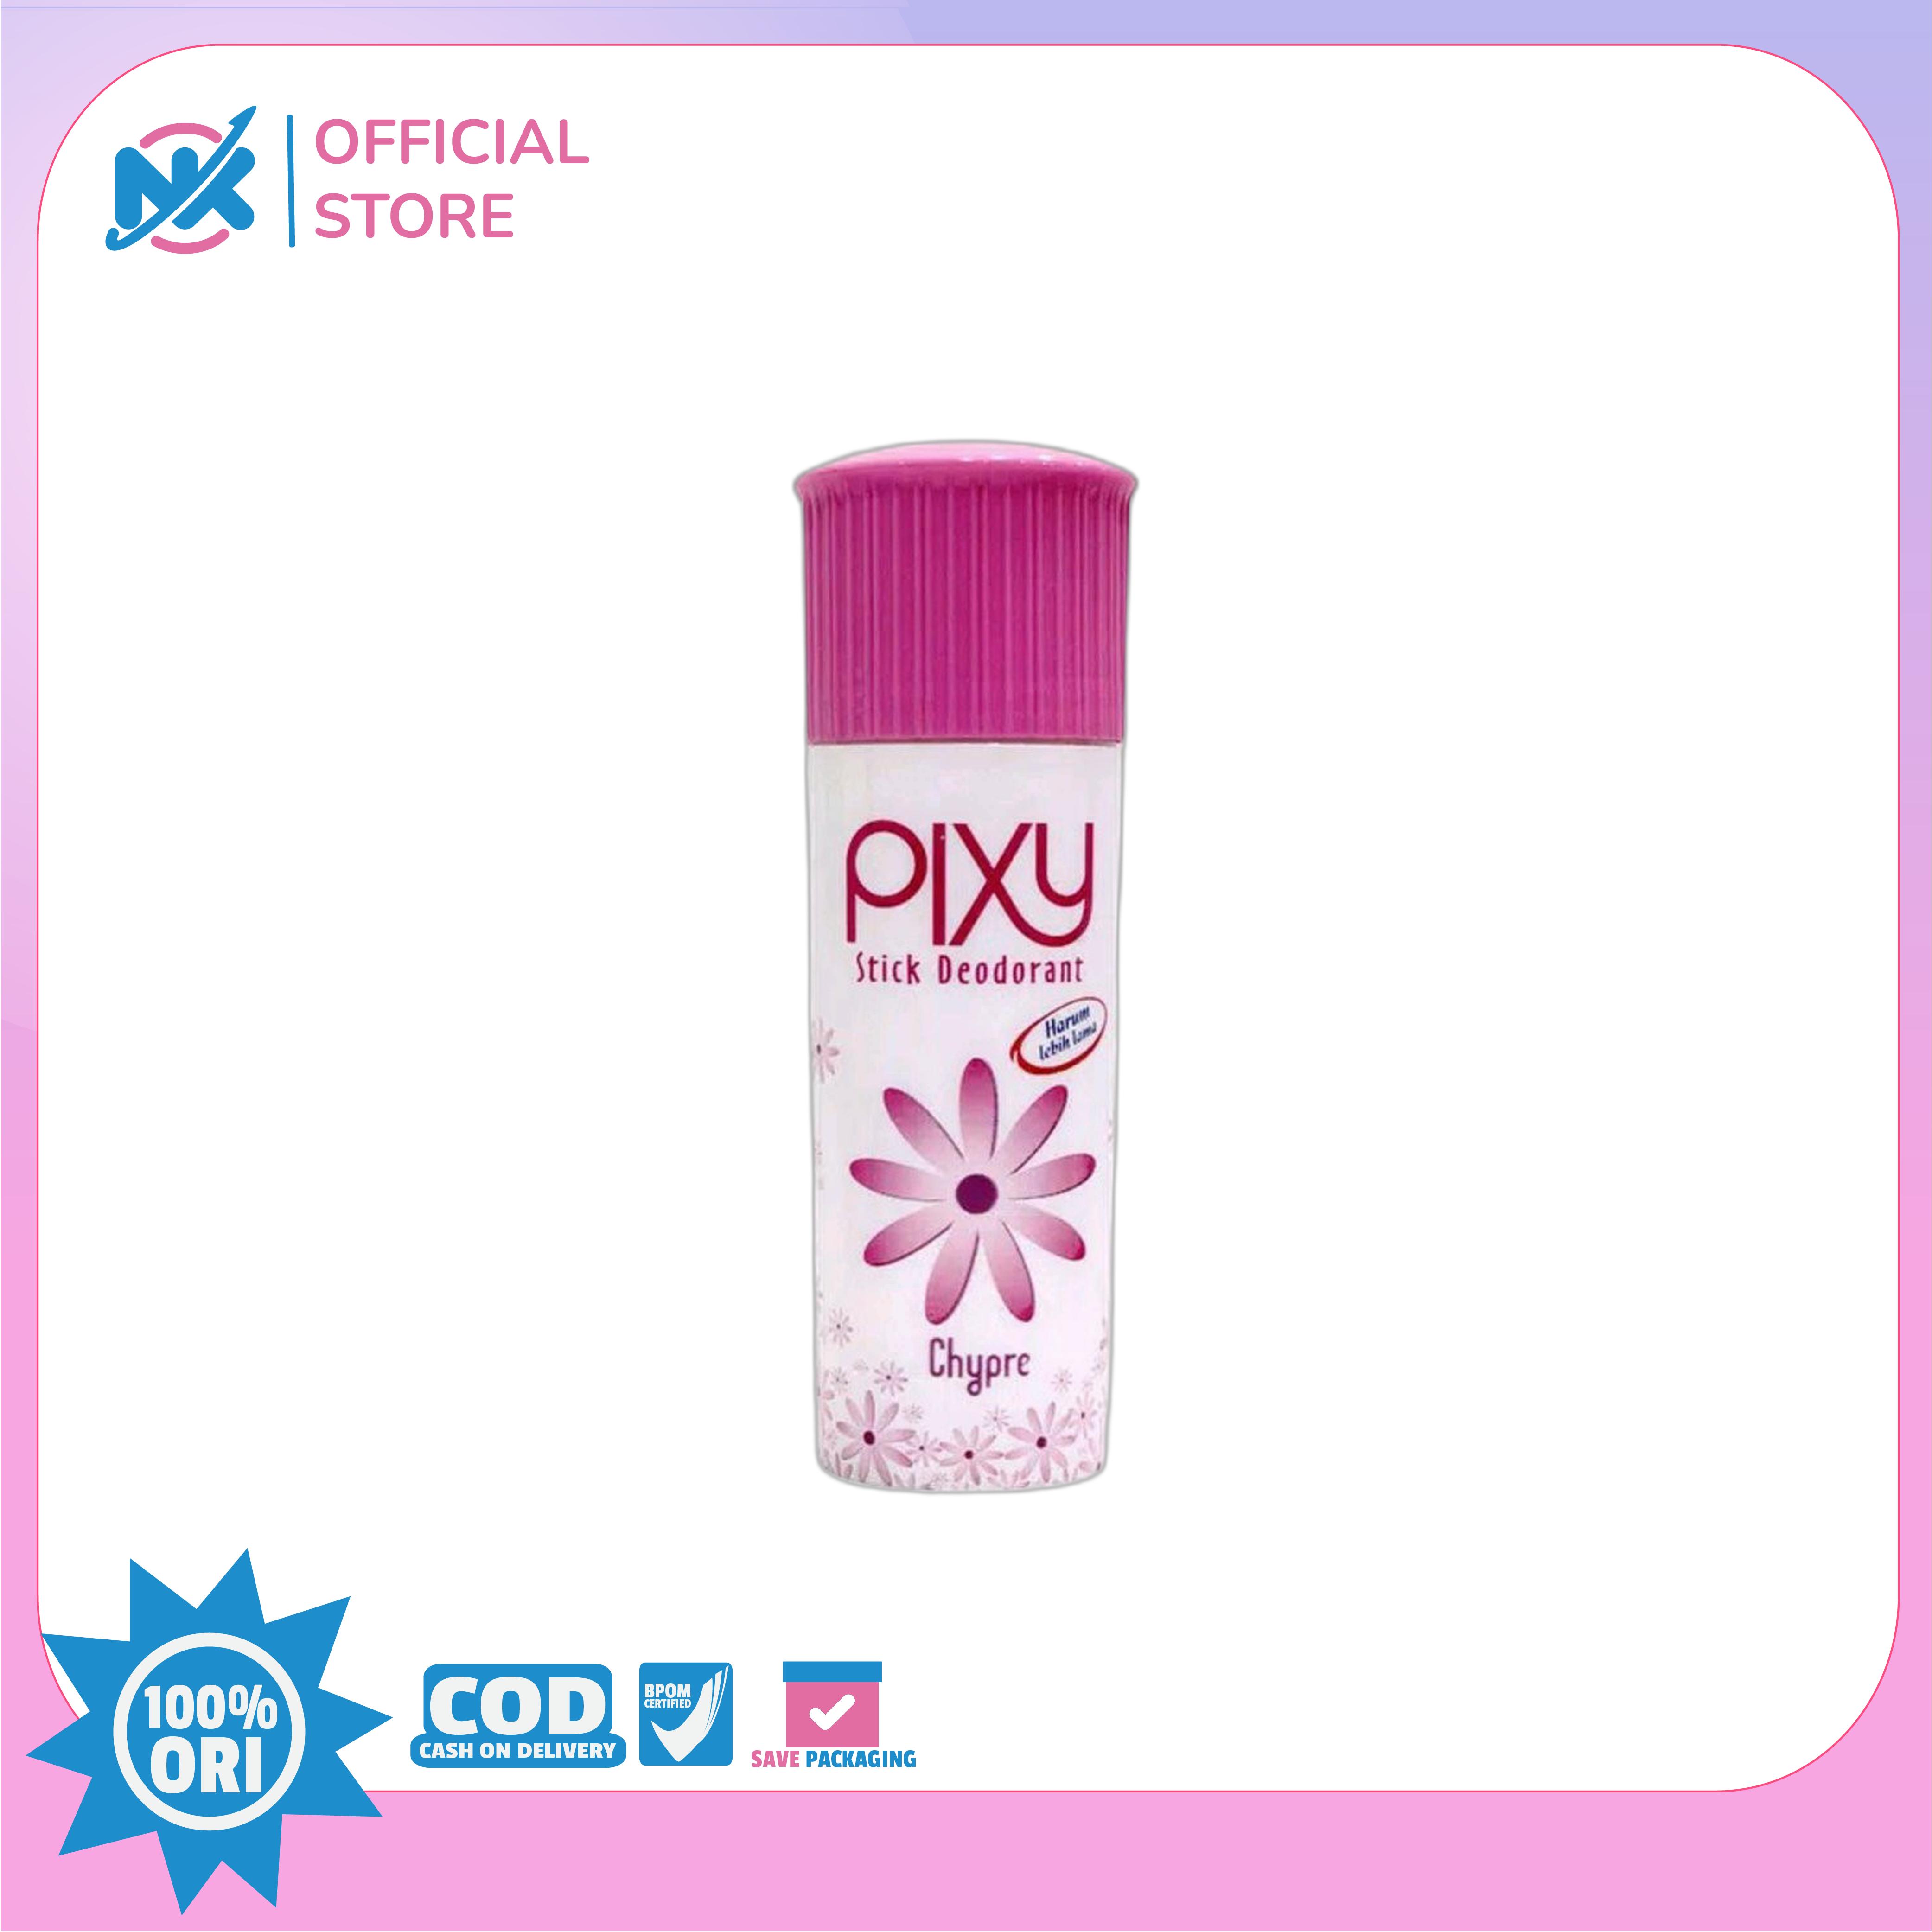 NK
OFFICIAL
STORE
PIXY
Stick Deodorant
Harum
lebih lama
Chypre
100%
ORI
COD
CASH ON DELIVERY
BPOM
CERTIFIED
SAVE PACKAGING